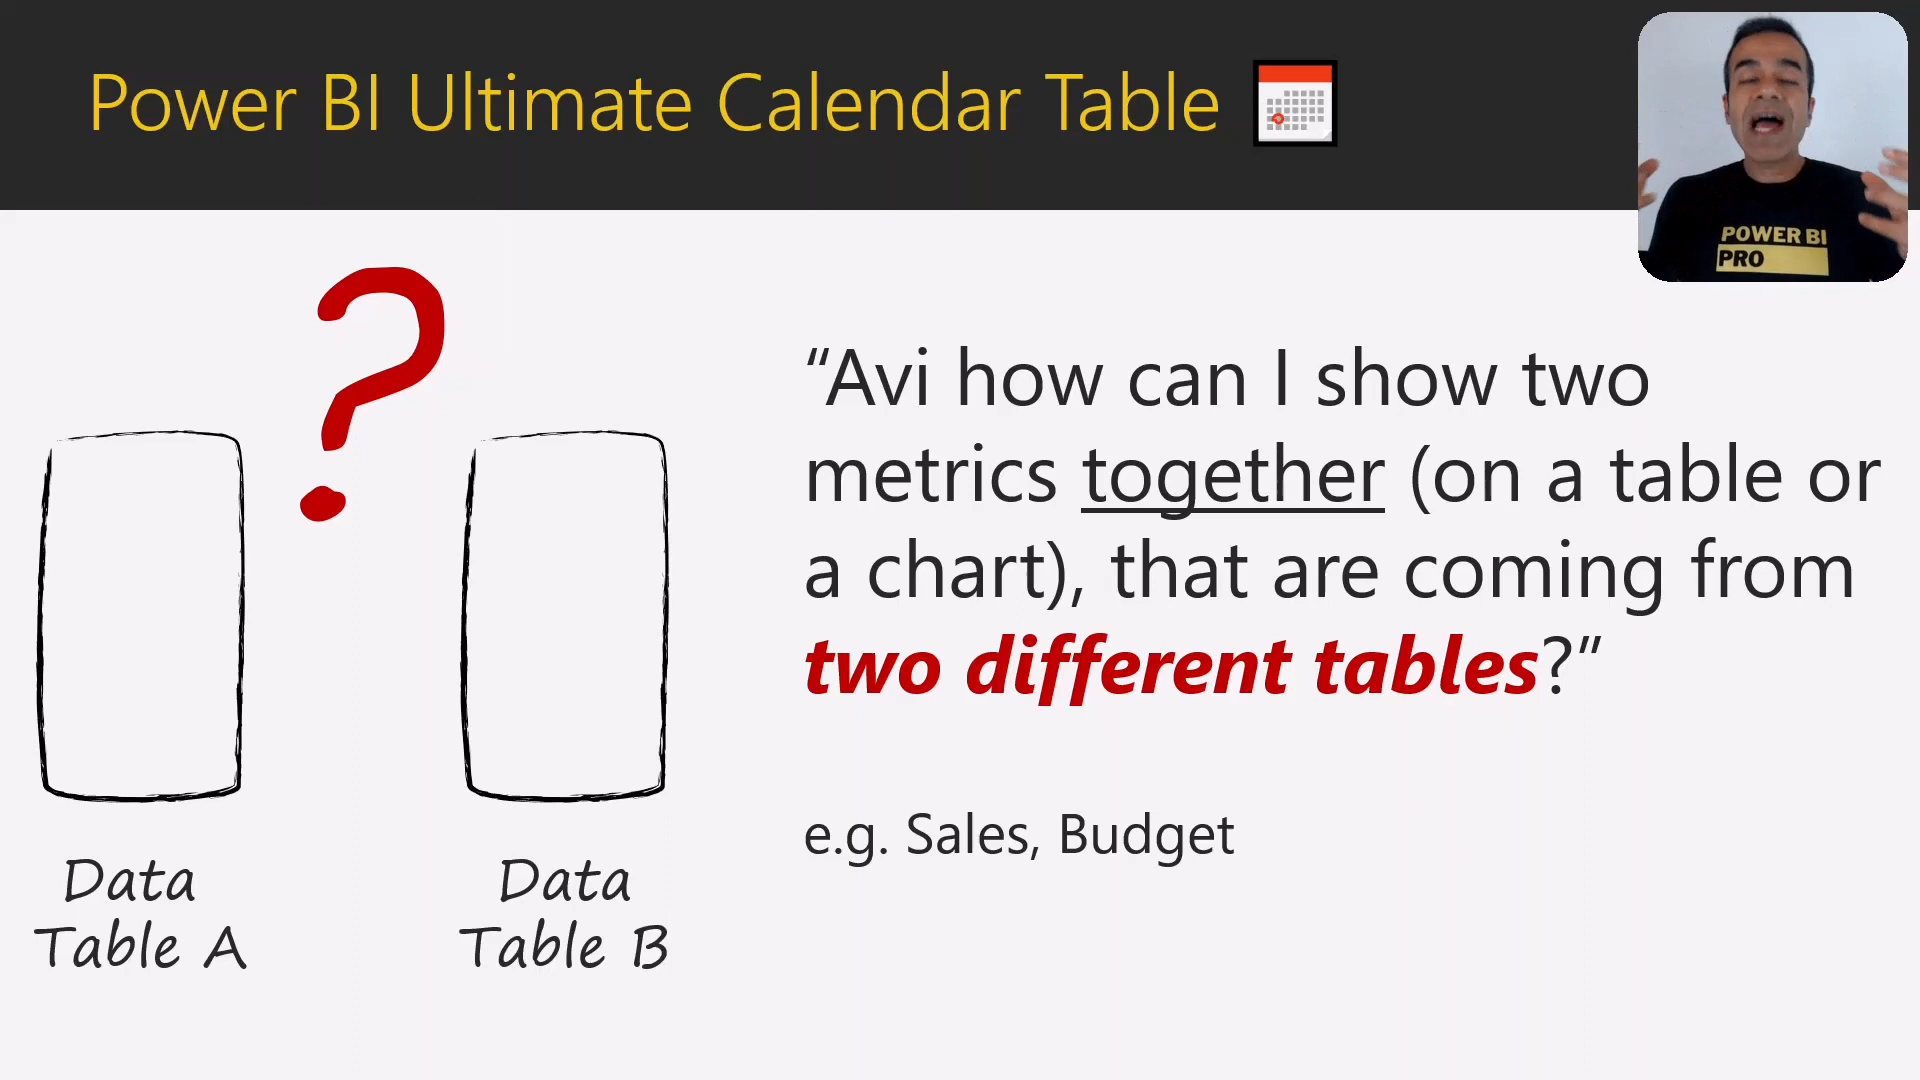 Power BI Ultimate Calendar Table
POWER BI
PRO
?
“Avi how can I show two
metrics together (on a table or
a chart), that are coming from
two different tables?”
e.g. Sales, Budget
Data
Table A
Data
Table B